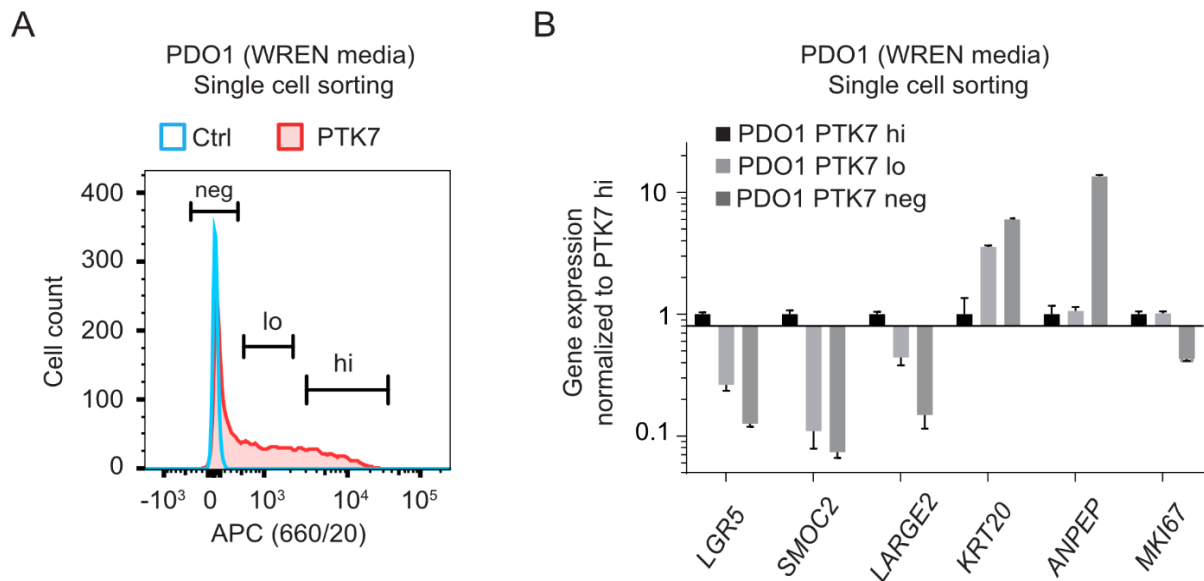 A
PDO1 (WREN media)
Single cell sorting
Ctrl PTK7
neg
lo
hi
400
300
200
100
0
Cell count
-10³ 0 10³ 10⁴ 10⁵
APC (660/20)
B
PDO1 (WREN media)
Single cell sorting
PDO1 PTK7 hi
PDO1 PTK7 lo
PDO1 PTK7 neg
Gene expression
normalized to PTK7 hi
10
1
0.1
LGR5
SMOC2
LARGE2
KRT20
ANPEP
MKI67